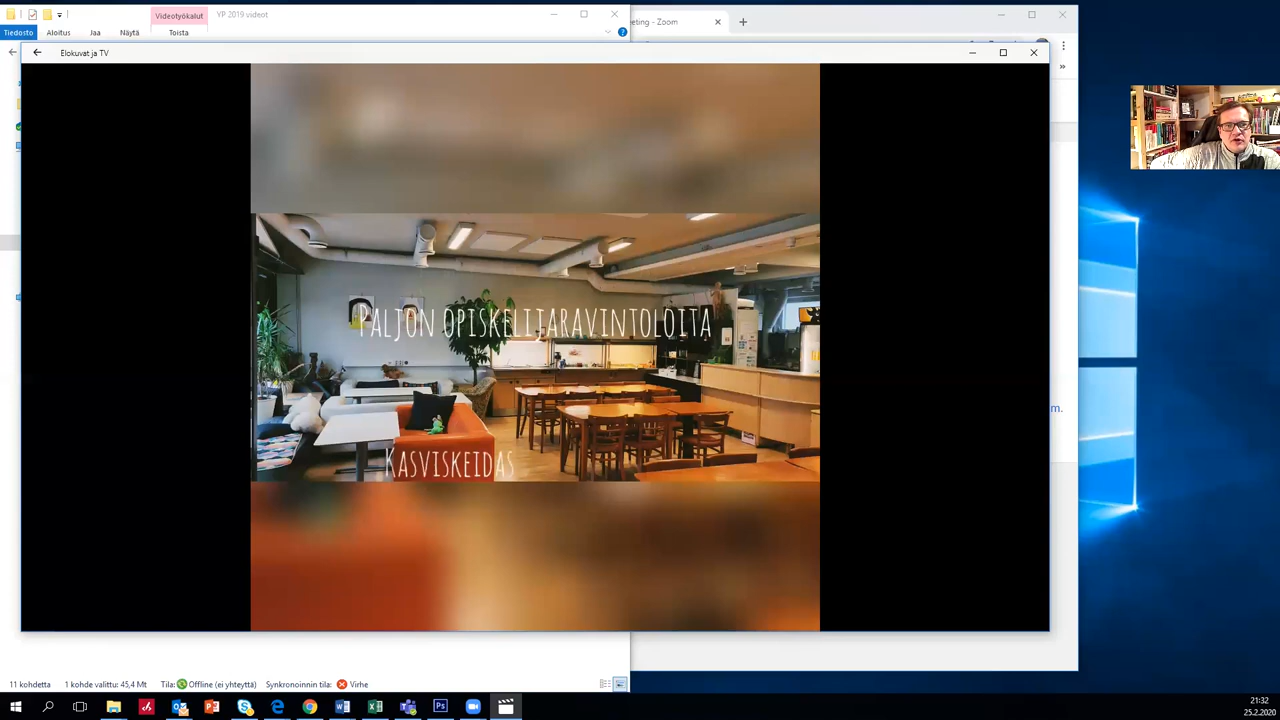 Videotyökalut
YP 2019 videot
eeting - Zoom
Tiedosto
Aloitus
Jaa
Näytä
Toista
Elokuvat ja TV
PALJON OPISKELIJARAVINTOLOITA
KASVISKEIDAS
m.
11 kohdetta
1 kohde valittu: 45,4 Mt
Tila:
Offline (ei yhteyttä)
Synkronoinnin tila:
Virhe
21:32
25.2.2020